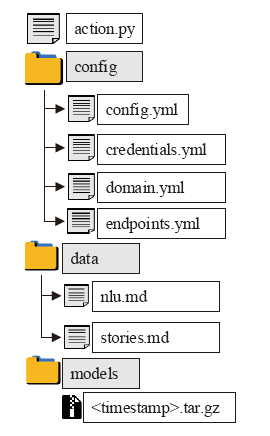 action.py
config
config.yml
credentials.yml
domain.yml
endpoints.yml
data
nlu.md
stories.md
models
<timestamp>.tar.gz